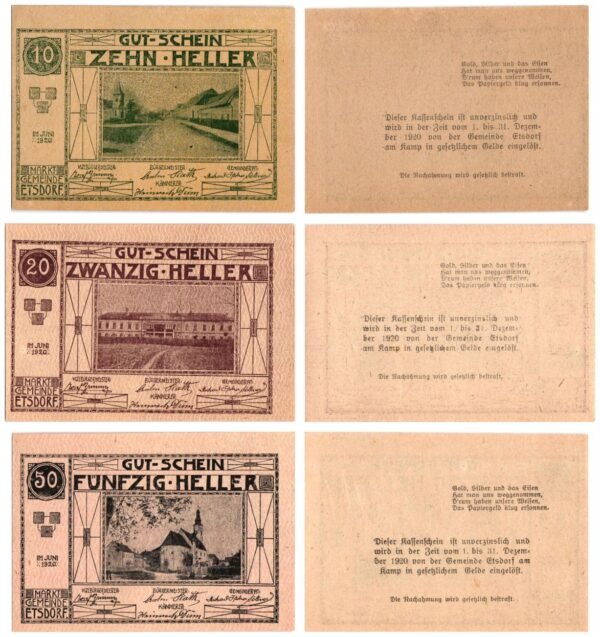 10
GUT-SCHEIN
ZEHN·HELLER
IM JUNI
1920.
MARKT
GEMEINDE
ETSDORF.
VIZEBÜRGERMEISTER:
BÜRGERMEISTER:
GEMEINDERAT:
KÄMMERER
Gold, Silber und das Eisen
Hat man uns weggenommen,
D'rum haben unsere Weisen,
Das Papiergeld klug ersonnen.
Dieser Kassenschein ist unverzinslich und
wird in der Zeit vom 1. bis 31. Dezem-
ber 1920 von der Gemeinde Etsdorf
am Kamp in gesetzlichem Gelde eingelöst.
Die Nachahmung wird gesetzlich bestraft.
20
GUT-SCHEIN
ZWANZIG·HELLER
IM JUNI
1920.
MARKT
GEMEINDE
ETSDORF.
VIZEBÜRGERMEISTER:
BÜRGERMEISTER:
GEMEINDERAT:
KÄMMERER
Gold, Silber und das Eisen
Hat man uns weggenommen,
D'rum haben unsere Weisen,
Das Papiergeld klug ersonnen.
Dieser Kassenschein ist unverzinslich und
wird in der Zeit vom 1. bis 31. Dezem-
ber 1920 von der Gemeinde Etsdorf
am Kamp in gesetzlichem Gelde eingelöst.
Die Nachahmung wird gesetzlich bestraft.
50
GUT-SCHEIN
FÜNFZIG·HELLER
IM JUNI
1920.
MARKT
GEMEINDE
ETSDORF.
VIZEBÜRGERMEISTER:
BÜRGERMEISTER:
GEMEINDERAT:
KÄMMERER
Gold, Silber und das Eisen
Hat man uns weggenommen,
D'rum haben unsere Weisen,
Das Papiergeld klug ersonnen.
Dieser Kassenschein ist unverzinslich und
wird in der Zeit vom 1. bis 31. Dezem-
ber 1920 von der Gemeinde Etsdorf am
Kamp in gesetzlichem Gelde eingelöst.
Die Nachahmung wird gesetzlich bestraft.